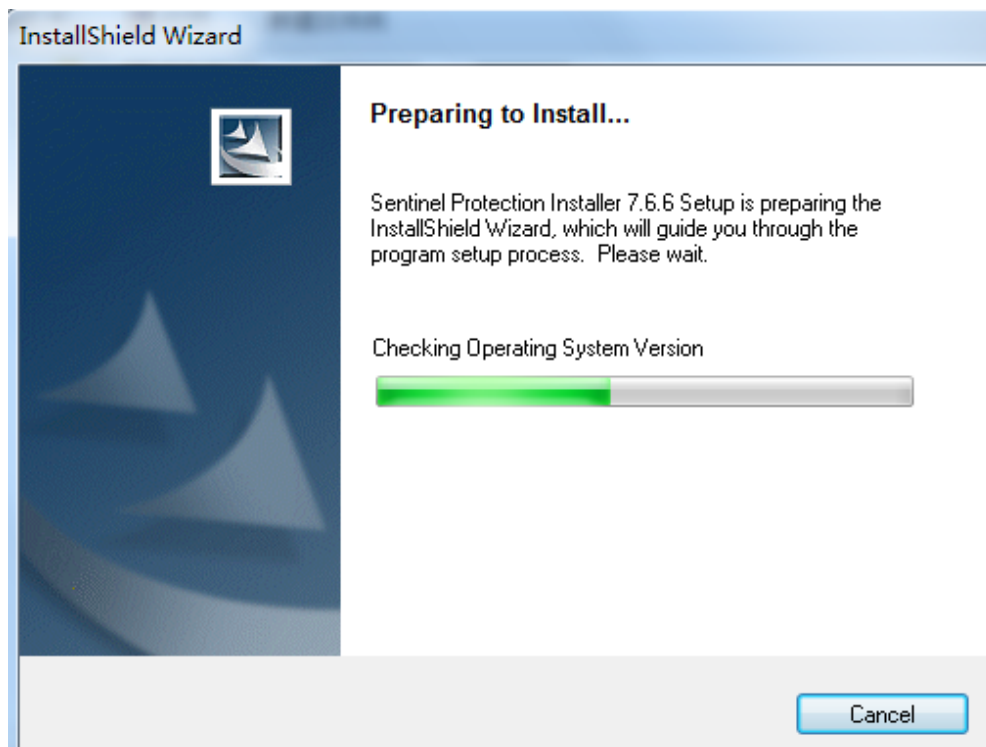 InstallShield Wizard
Preparing to Install...
Sentinel Protection Installer 7.6.6 Setup is preparing the
InstallShield Wizard, which will guide you through the
program setup process.  Please wait.
Checking Operating System Version
Cancel